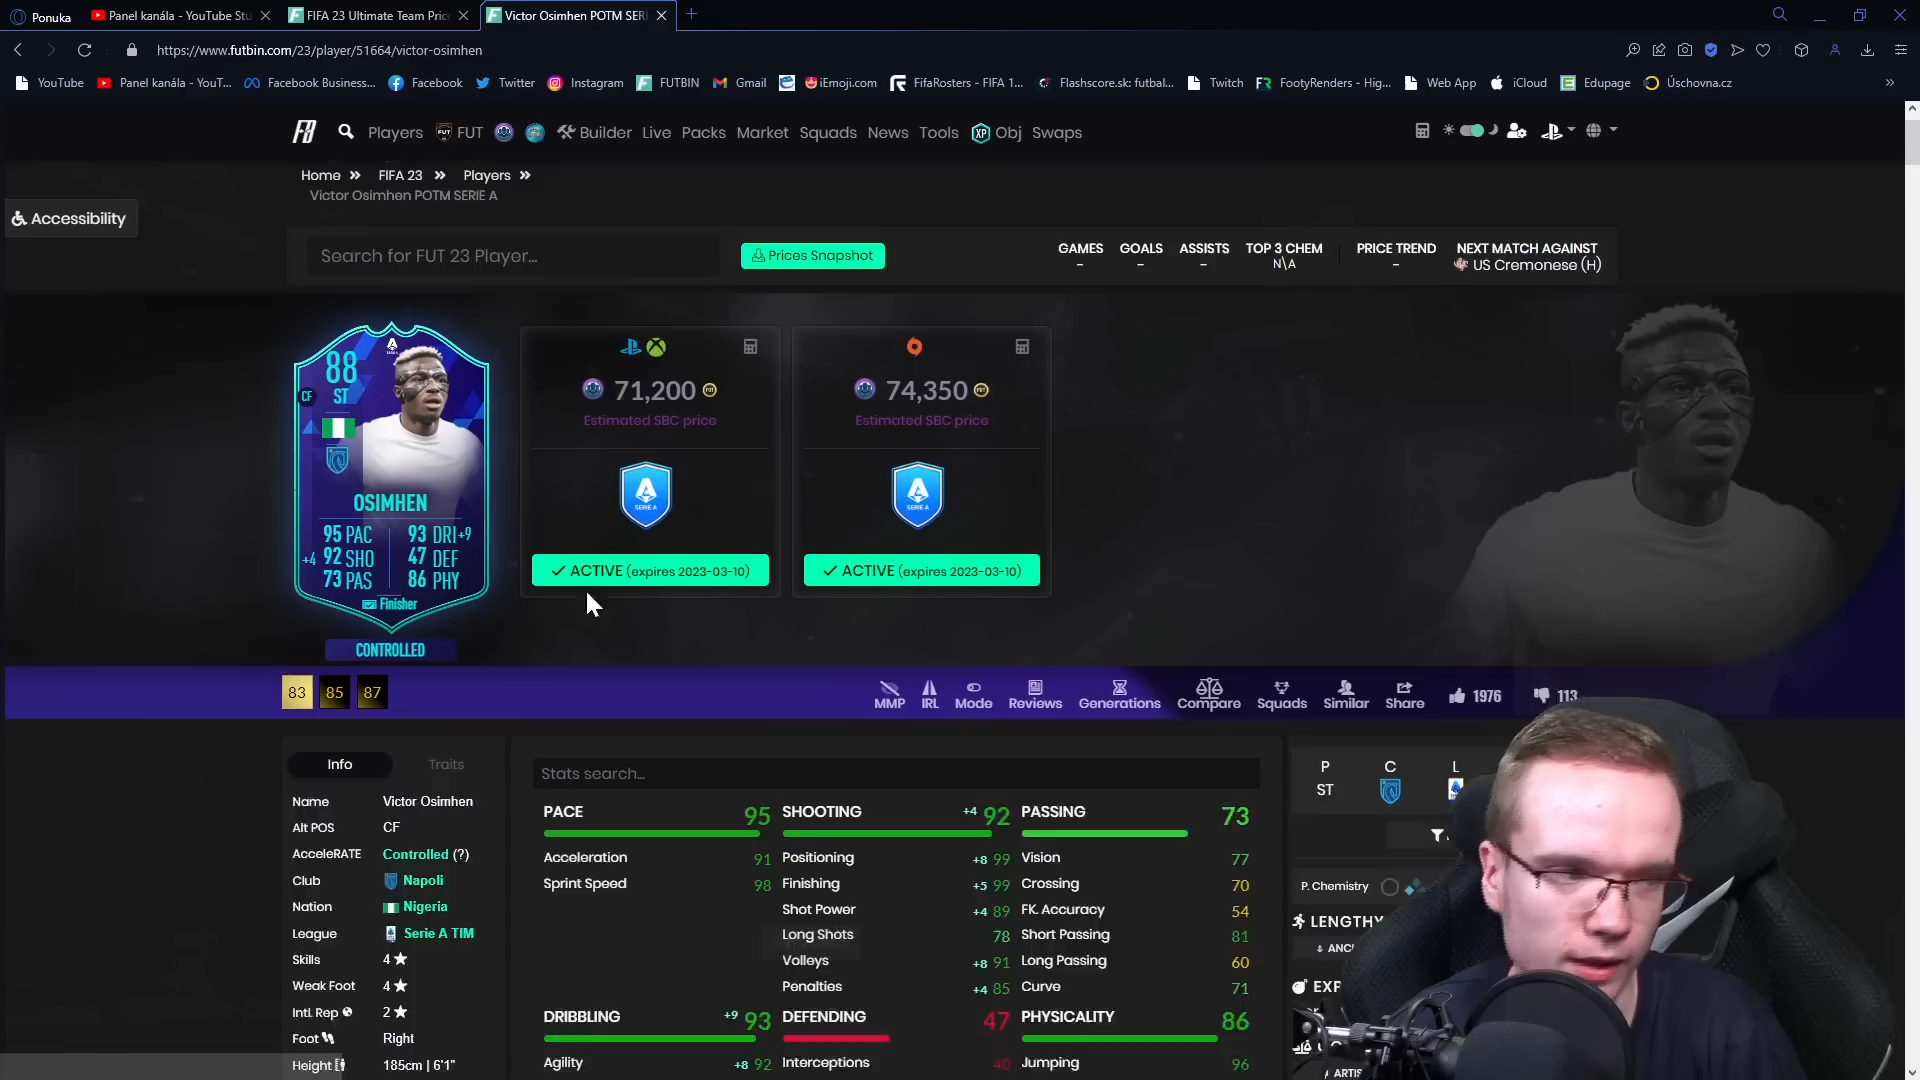 Ponuka
Panel kanála - YouTube Stu
FIFA 23 Ultimate Team Price
Victor Osimhen POTM SERI
https://www.futbin.com/23/player/51664/victor-osimhen
YouTube
Panel kanála - YouT...
Facebook Business...
Facebook
Twitter
Instagram
FUTBIN
Gmail
iEmoji.com
FifaRosters - FIFA 1...
Flashscore.sk: futbal...
Twitch
FootyRenders - Hig...
Web App
iCloud
Edupage
Úschovna.cz
Players FUT Builder Live Packs Market Squads News Tools Obj Swaps
Home » FIFA 23 » Players »
Victor Osimhen POTM SERIE A
Accessibility
Search for FUT 23 Player...
Prices Snapshot
GAMES GOALS ASSISTS TOP 3 CHEM PRICE TREND NEXT MATCH AGAINST
- - - N\A - US Cremonese (H)
88
ST
CF
OSIMHEN
95 PAC 93 DRI +9
+4 92 SHO 47 DEF
73 PAS 86 PHY
Finisher
CONTROLLED
71,200
Estimated SBC price
SERIE A
ACTIVE (expires 2023-03-10)
74,350
Estimated SBC price
SERIE A
ACTIVE (expires 2023-03-10)
83 85 87
MMP IRL Mode Reviews Generations Compare Squads Similar Share 1976 113
Info Traits
Name Victor Osimhen
Alt POS CF
AcceleRATE Controlled (?)
Club Napoli
Nation Nigeria
League Serie A TIM
Skills 4
Weak Foot 4
Intl. Rep 2
Foot Right
Height 185cm | 6'1"
Stats search...
PACE 95
Acceleration 91
Sprint Speed 98
SHOOTING +4 92
Positioning +8 99
Finishing +5 99
Shot Power +4 89
Long Shots 78
Volleys +8 91
Penalties +4 85
PASSING 73
Vision 77
Crossing 70
FK. Accuracy 54
Short Passing 81
Long Passing 60
Curve 71
DRIBBLING +9 93
Agility +8 92
DEFENDING 47
Interceptions 40
PHYSICALITY 86
Jumping 96
P C L
ST
P. Chemistry
LENGTHY
ANC
EXP
ARTIS